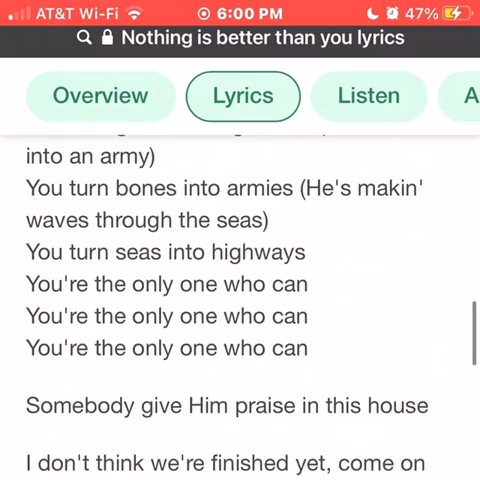 AT&T Wi-Fi 6:00 PM 47%
Nothing is better than you lyrics
Overview Lyrics Listen A
into an army)
You turn bones into armies (He's makin'
waves through the seas)
You turn seas into highways
You're the only one who can
You're the only one who can
You're the only one who can
Somebody give Him praise in this house
I don't think we're finished yet, come on